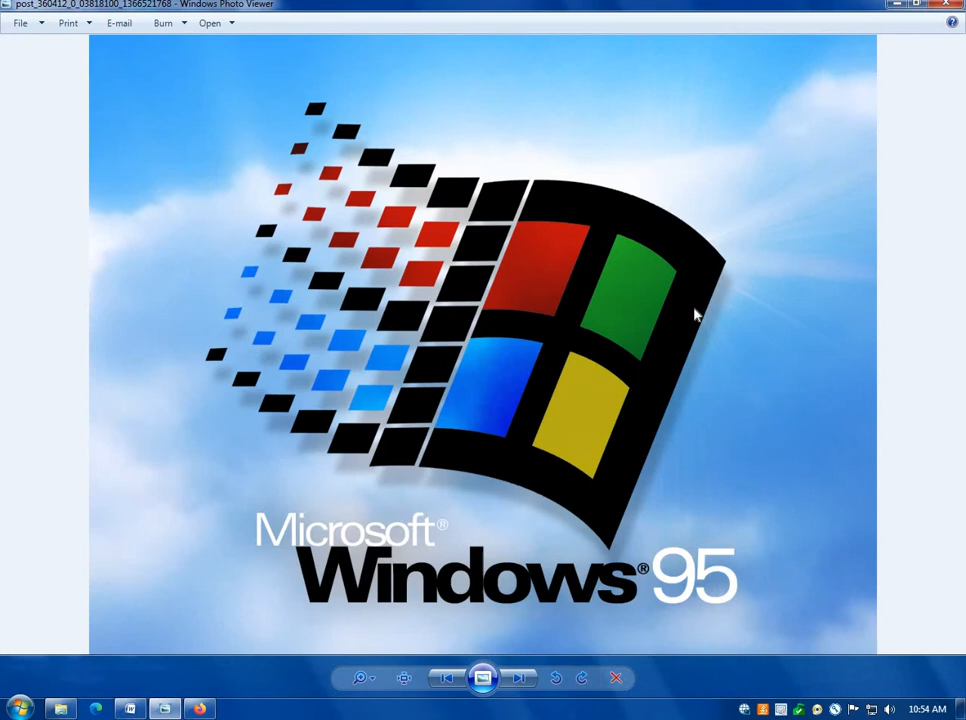 post_360412_0_03818100_1366521768 - Windows Photo Viewer
File Print E-mail Burn Open
Microsoft®
Windows® 95
10:54 AM